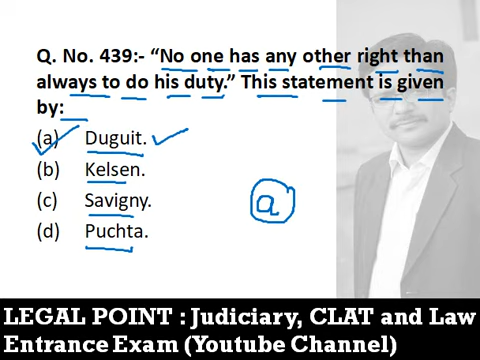 Q. No. 439:- “No one has any other right than
always to do his duty.” This statement is given
by:
(a) Duguit.
(b) Kelsen.
(c) Savigny.
(d) Puchta.
a
LEGAL POINT : Judiciary, CLAT and Law
Entrance Exam (Youtube Channel)